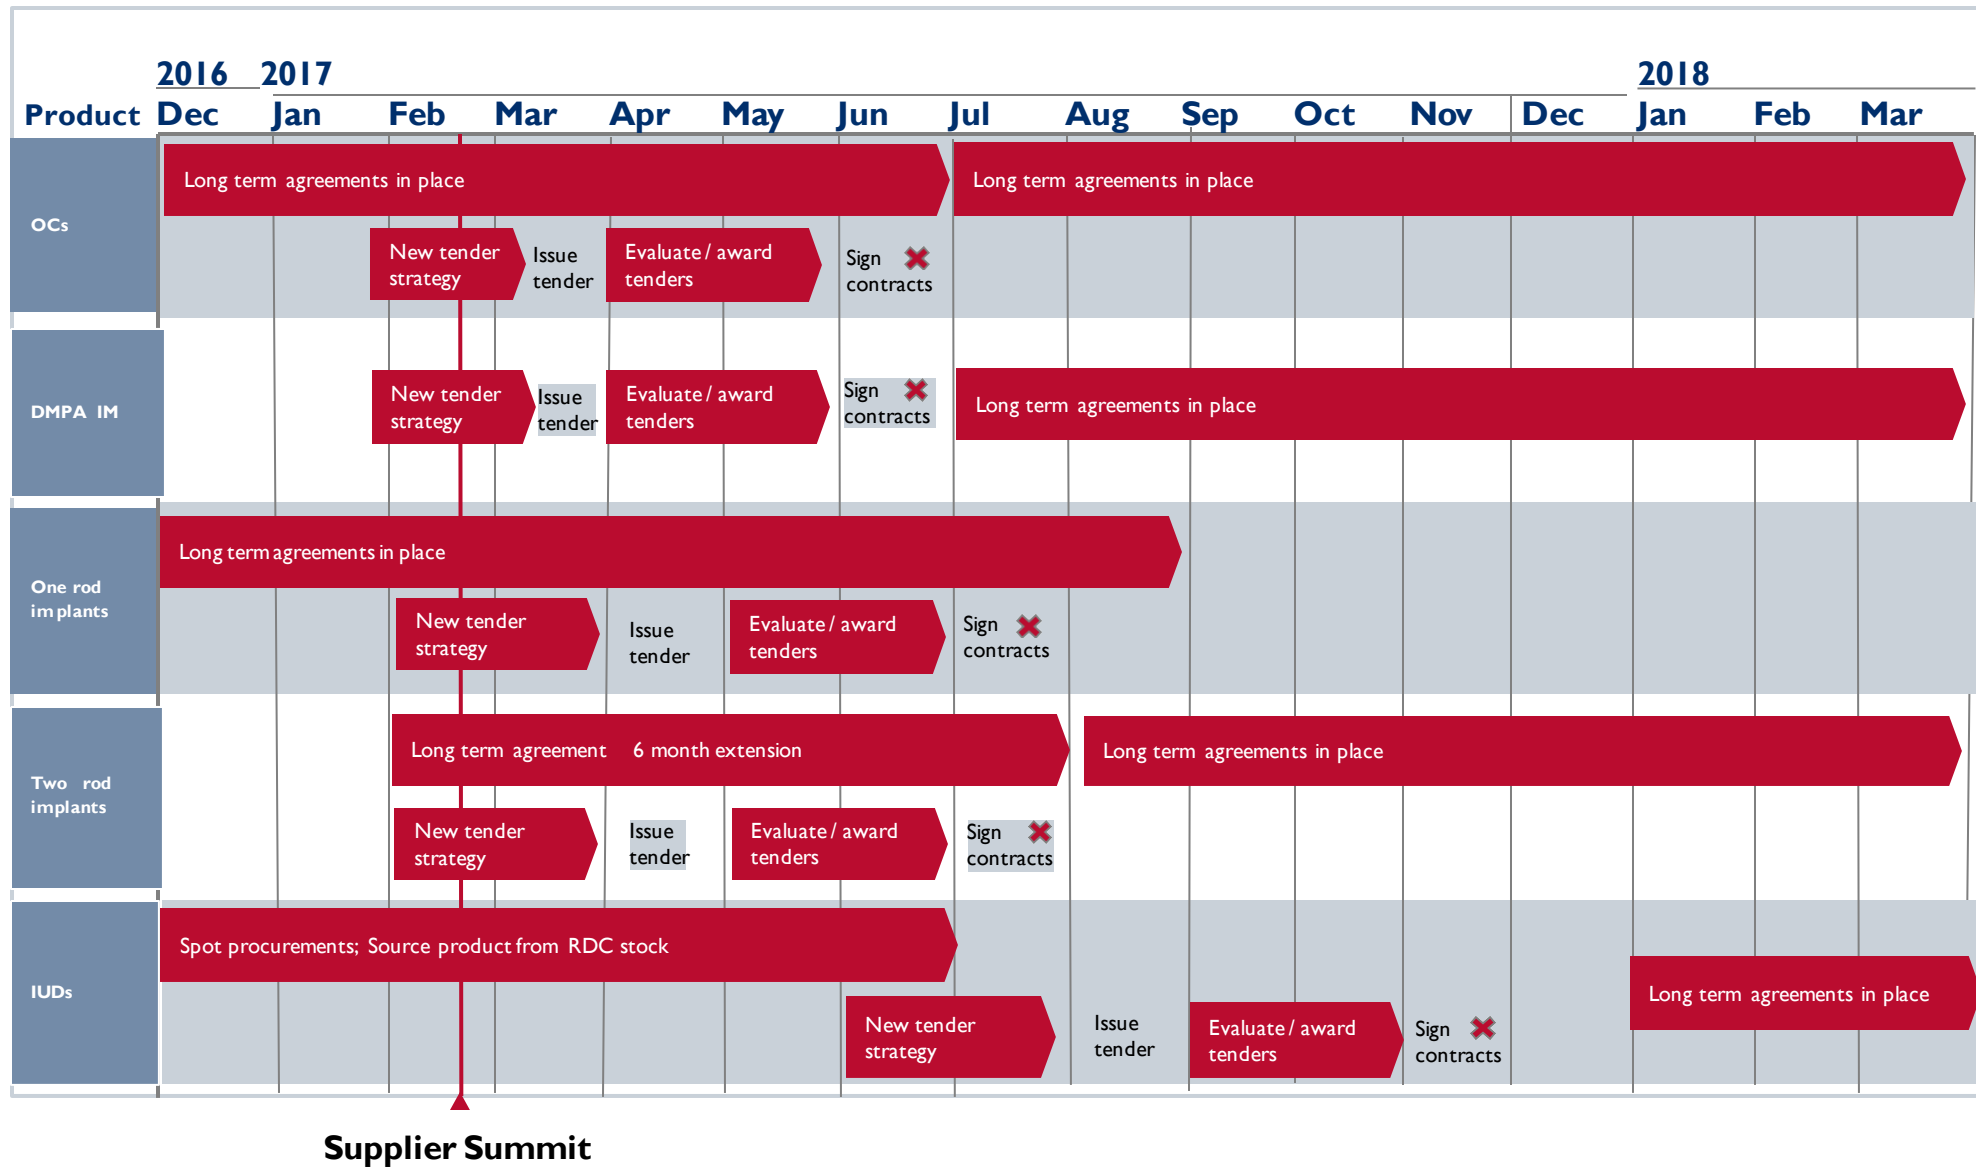 2016 2017 2018
Product Dec Jan Feb Mar Apr May Jun Jul Aug Sep Oct Nov Dec Jan Feb Mar
OCs
Long term agreements in place
Long term agreements in place
New tender
strategy
Issue
tender
Evaluate / award
tenders
Sign
contracts
DMPA IM
New tender
strategy
Issue
tender
Evaluate / award
tenders
Sign
contracts
Long term agreements in place
One rod
implants
Long term agreements in place
New tender
strategy
Issue
tender
Evaluate / award
tenders
Sign
contracts
Two rod
implants
Long term agreement 6 month extension
Long term agreements in place
New tender
strategy
Issue
tender
Evaluate / award
tenders
Sign
contracts
IUDs
Spot procurements; Source product from RDC stock
Long term agreements in place
New tender
strategy
Issue
tender
Evaluate / award
tenders
Sign
contracts
Supplier Summit